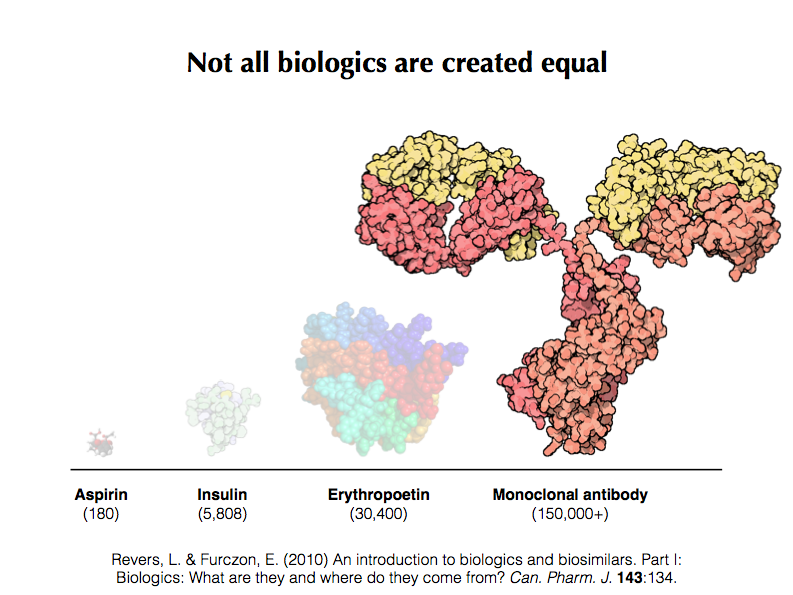 Not all biologics are created equal
Aspirin
(180)
Insulin
(5,808)
Erythropoetin
(30,400)
Monoclonal antibody
(150,000+)
Revers, L. & Furczon, E. (2010) An introduction to biologics and biosimilars. Part I:
Biologics: What are they and where do they come from? Can. Pharm. J. 143:134.